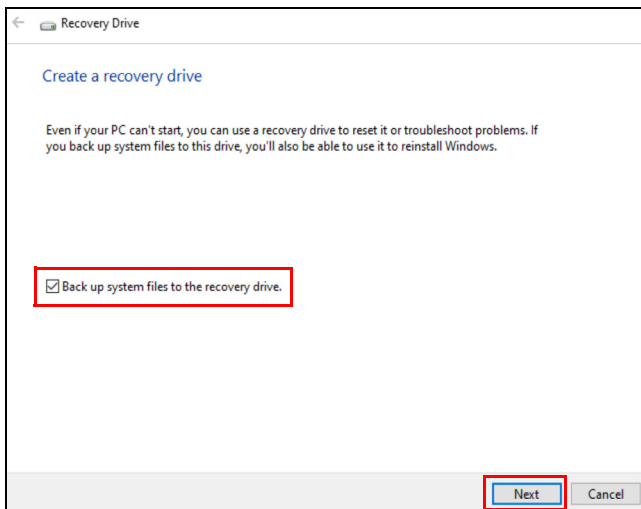 Recovery Drive
Create a recovery drive
Even if your PC can't start, you can use a recovery drive to reset it or troubleshoot problems. If
you back up system files to this drive, you'll also be able to use it to reinstall Windows.
Back up system files to the recovery drive.
Next Cancel